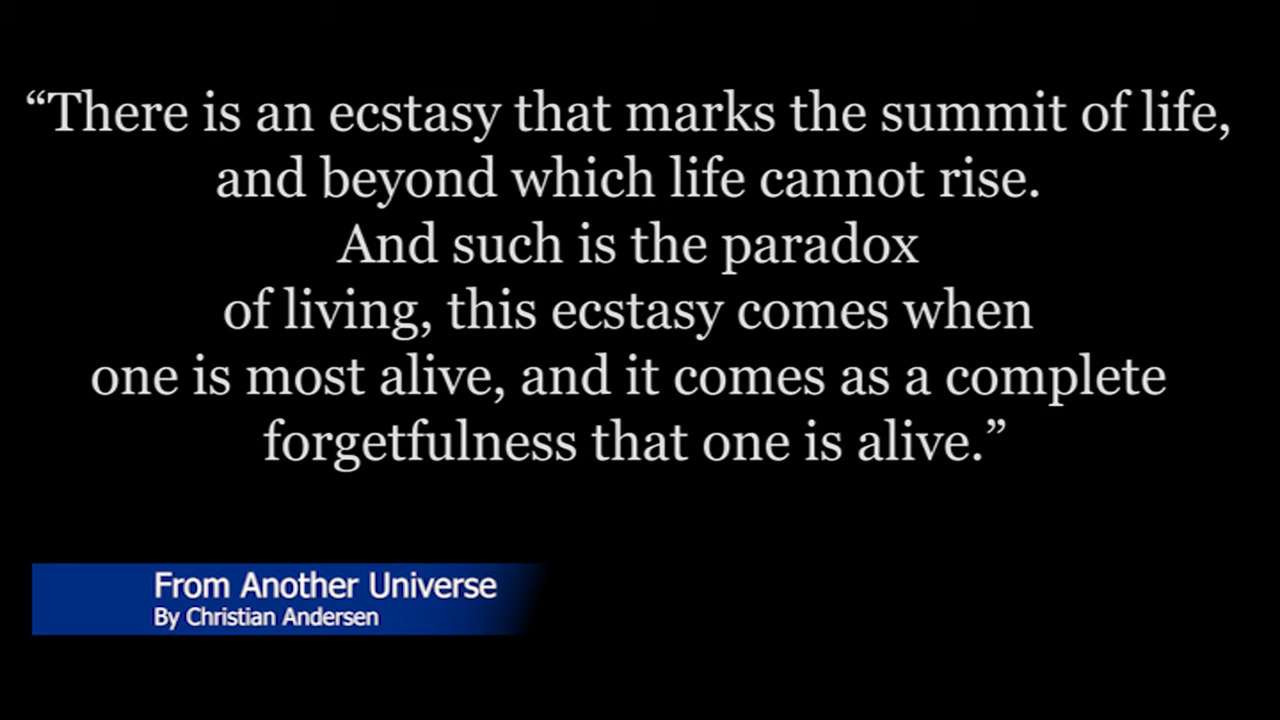 “There is an ecstasy that marks the summit of life,
and beyond which life cannot rise.
And such is the paradox
of living, this ecstasy comes when
one is most alive, and it comes as a complete
forgetfulness that one is alive.”
From Another Universe
By Christian Andersen